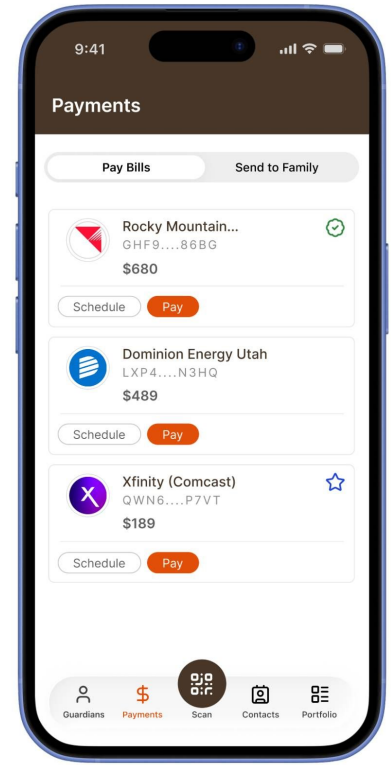 9:41
Payments
Pay Bills
Send to Family
Rocky Mountain...
GHF9....86BG
$680
Schedule
Pay
Dominion Energy Utah
LXP4....N3HQ
$489
Schedule
Pay
Xfinity (Comcast)
QWN6....P7VT
$189
Schedule
Pay
Guardians
Payments
Scan
Contacts
Portfolio